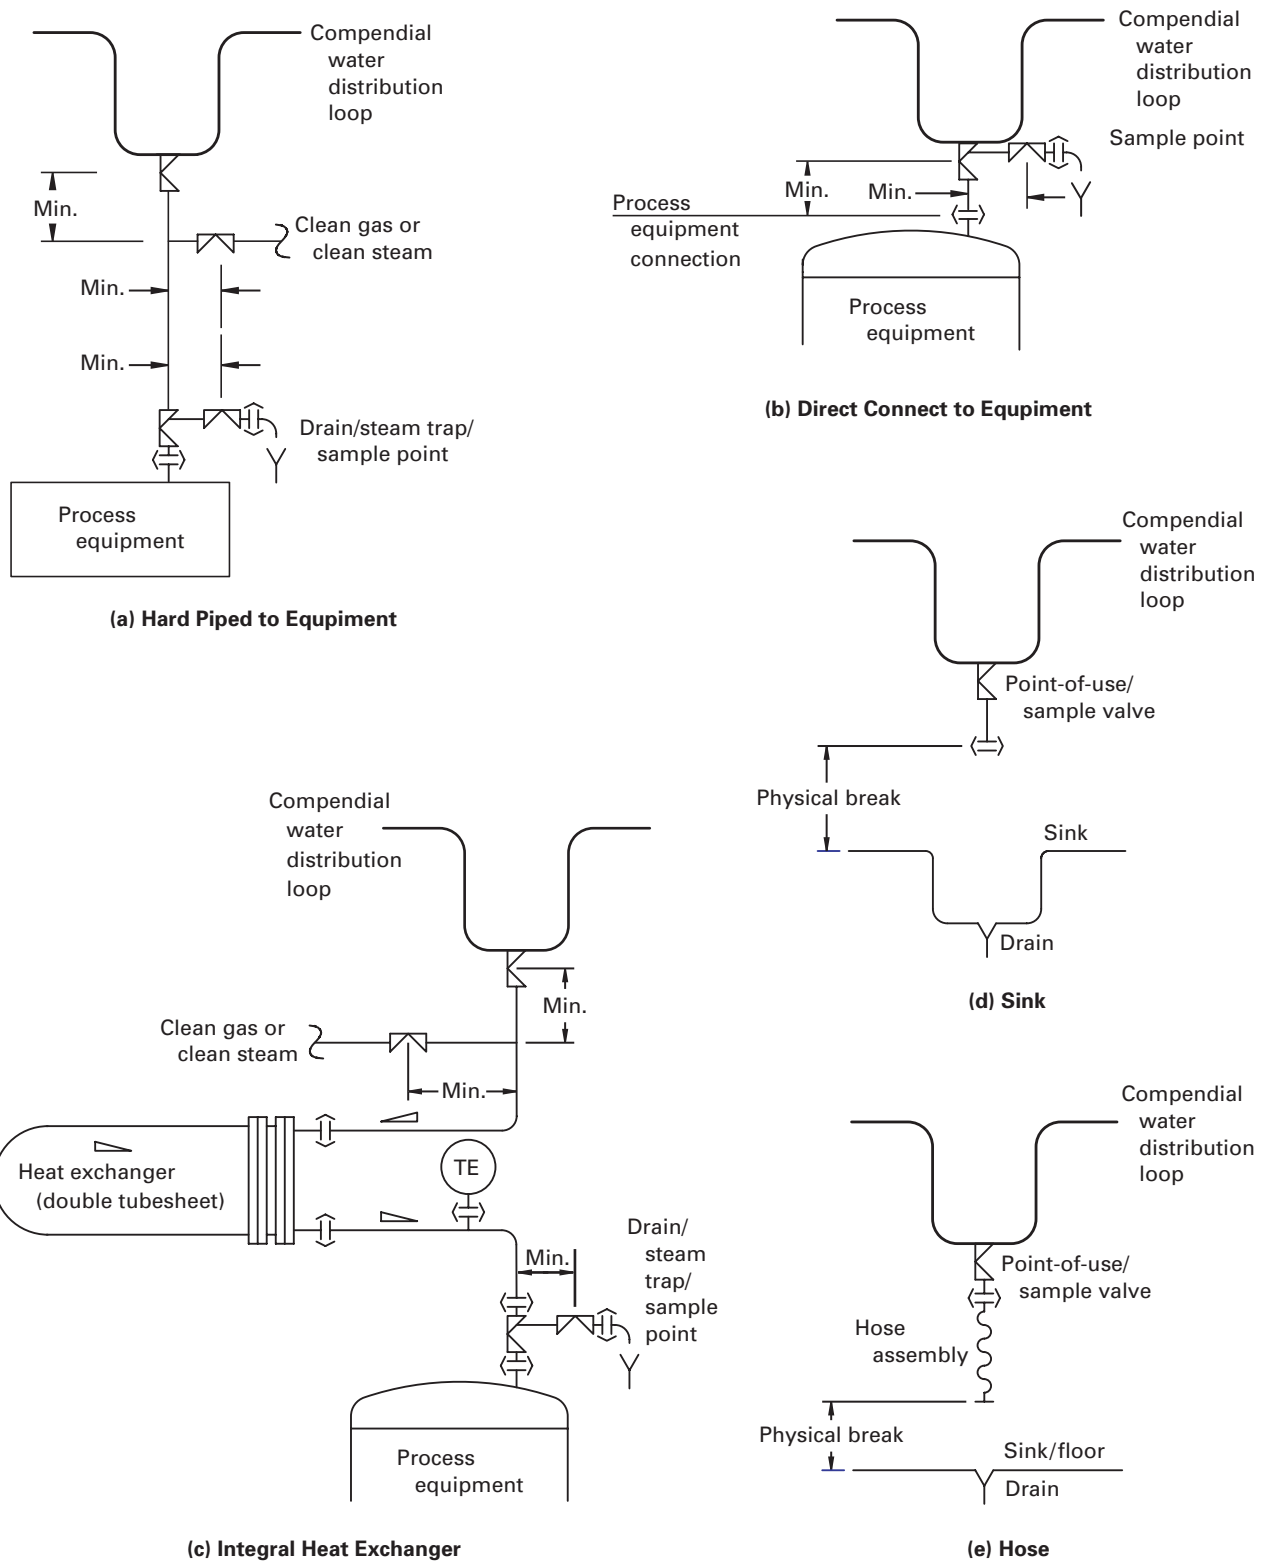 Compendial
water
distribution
loop
Min.
Clean gas or
clean steam
Min.
Min.
Drain/steam trap/
sample point
Process
equipment
(a) Hard Piped to Equpiment
Compendial
water
distribution
loop
Sample point
Min.
Min.
Process
equipment
connection
Process
equipment
(b) Direct Connect to Equpiment
Compendial
water
distribution
loop
Min.
Clean gas or
clean steam
Min.
Heat exchanger
(double tubesheet)
TE
Min.
Drain/
steam
trap/
sample
point
Process
equipment
(c) Integral Heat Exchanger
Compendial
water
distribution
loop
Point-of-use/
sample valve
Physical break
Sink
Drain
(d) Sink
Compendial
water
distribution
loop
Point-of-use/
sample valve
Hose
assembly
Physical break
Sink/floor
Drain
(e) Hose